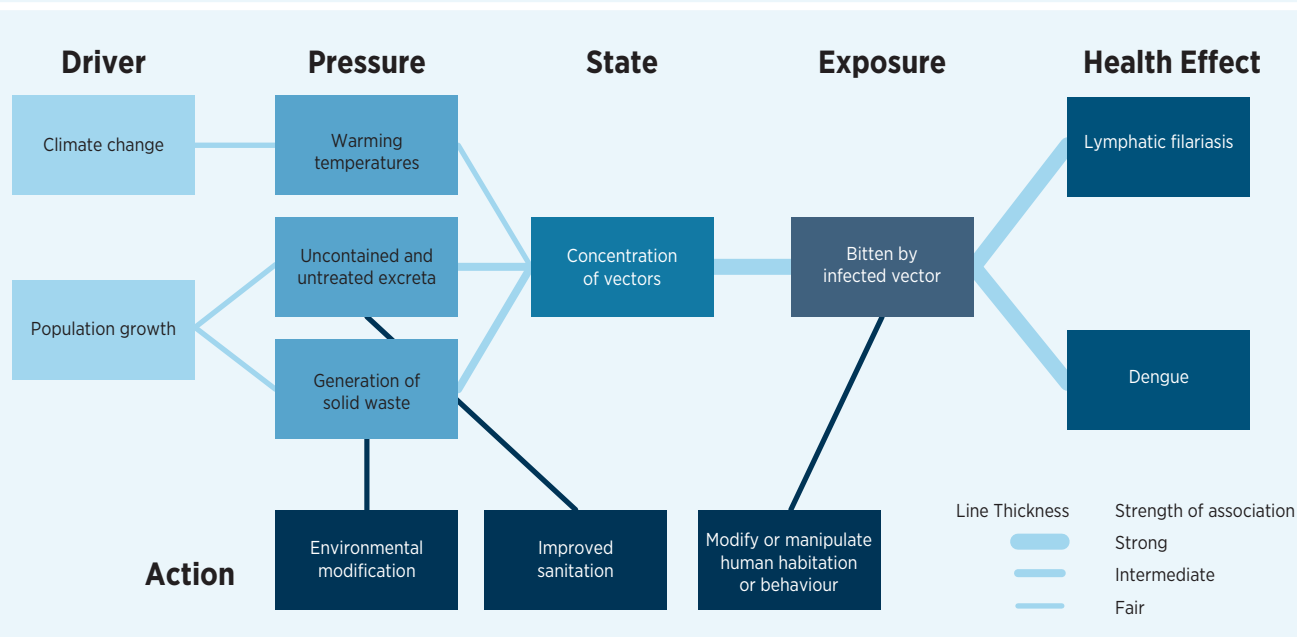 Driver
Pressure
State
Exposure
Health Effect
Climate change
Warming
temperatures
Lymphatic filariasis
Uncontained and
untreated excreta
Concentration
of vectors
Bitten by
infected vector
Population growth
Generation of
solid waste
Dengue
Action
Environmental
modification
Improved
sanitation
Modify or manipulate
human habitation
or behaviour
Line Thickness
Strength of association
Strong
Intermediate
Fair